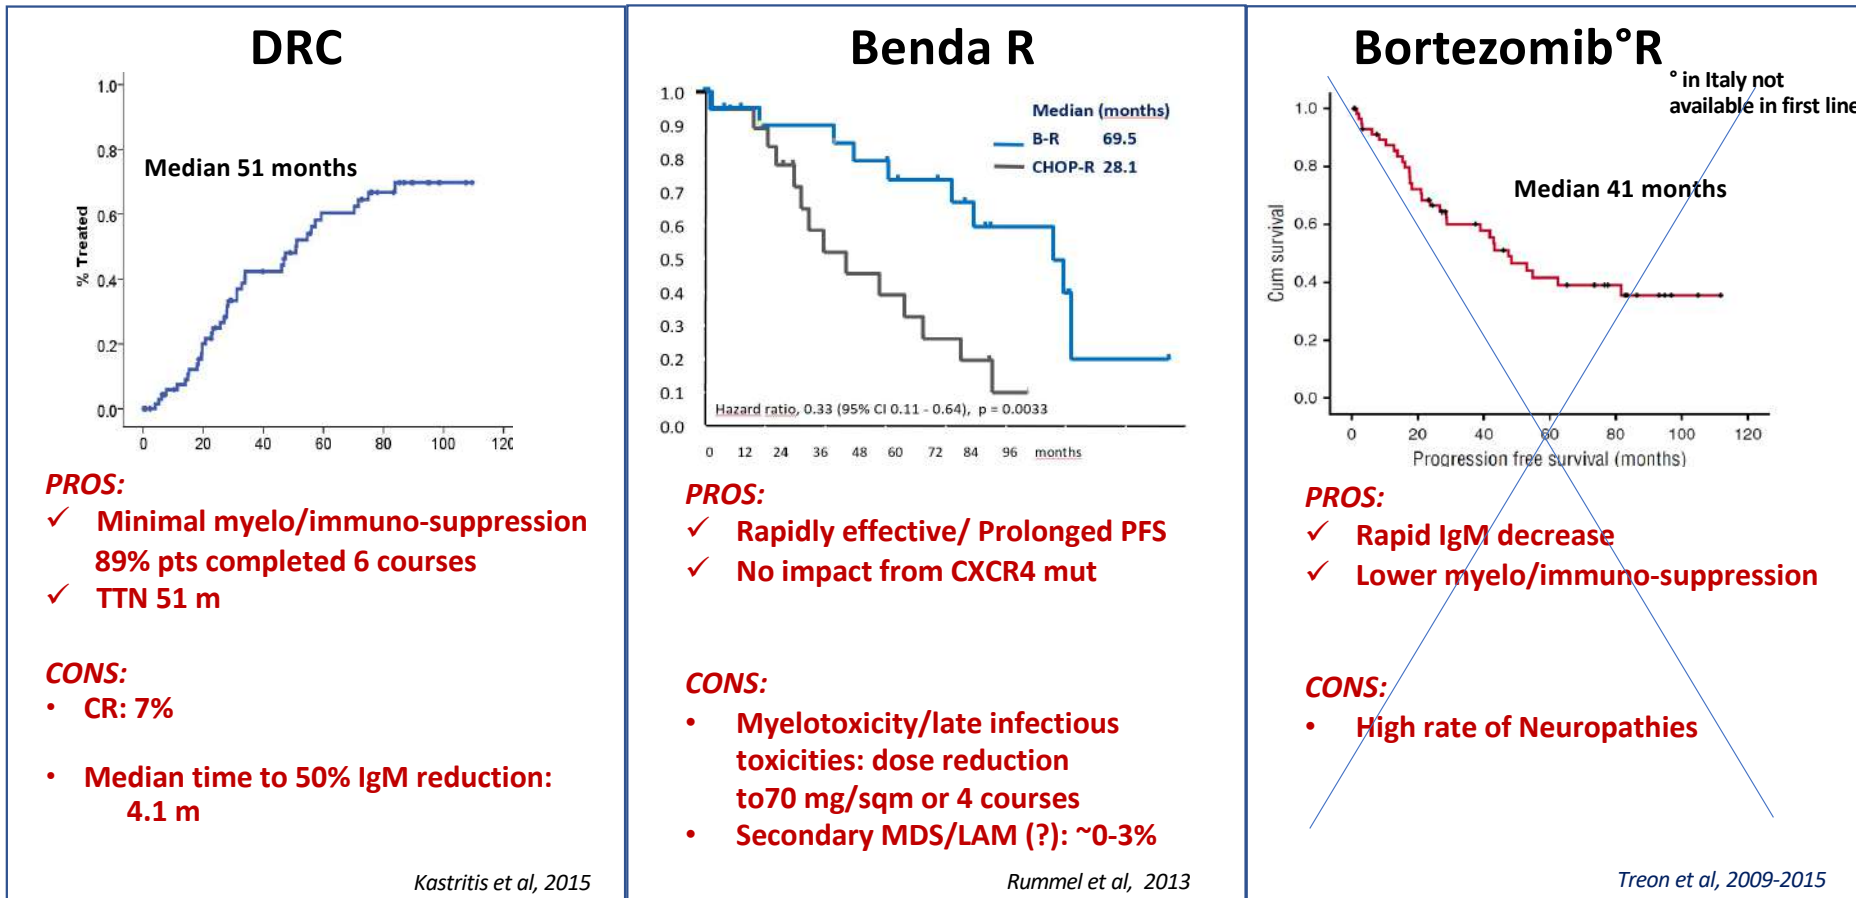 DRC
1.0
0.8
0.6
0.4
0.2
0.0
% Treated
Median 51 months
0 20 40 60 80 100 120
PROS:
✓ Minimal myelo/immuno-suppression
89% pts completed 6 courses
✓ TTN 51 m
CONS:
• CR: 7%
• Median time to 50% IgM reduction:
4.1 m
Kastritis et al, 2015
Benda R
1.0
0.9
0.8
0.7
0.6
0.5
0.4
0.3
0.2
0.1
0.0
Median (months)
B-R 69.5
CHOP-R 28.1
Hazard ratio, 0.33 (95% CI 0.11 - 0.64), p = 0.0033
0 12 24 36 48 60 72 84 96 months
PROS:
✓ Rapidly effective/ Prolonged PFS
✓ No impact from CXCR4 mut
CONS:
• Myelotoxicity/late infectious
toxicities: dose reduction
to70 mg/sqm or 4 courses
• Secondary MDS/LAM (?): ~0-3%
Rummel et al, 2013
Bortezomib°R
° in Italy not
available in first line
1.0
0.8
0.6
0.4
0.2
0.0
Cum survival
Median 41 months
0 20 40 60 80 100 120
Progression free survival (months)
PROS:
✓ Rapid IgM decrease
✓ Lower myelo/immuno-suppression
CONS:
• High rate of Neuropathies
Treon et al, 2009-2015